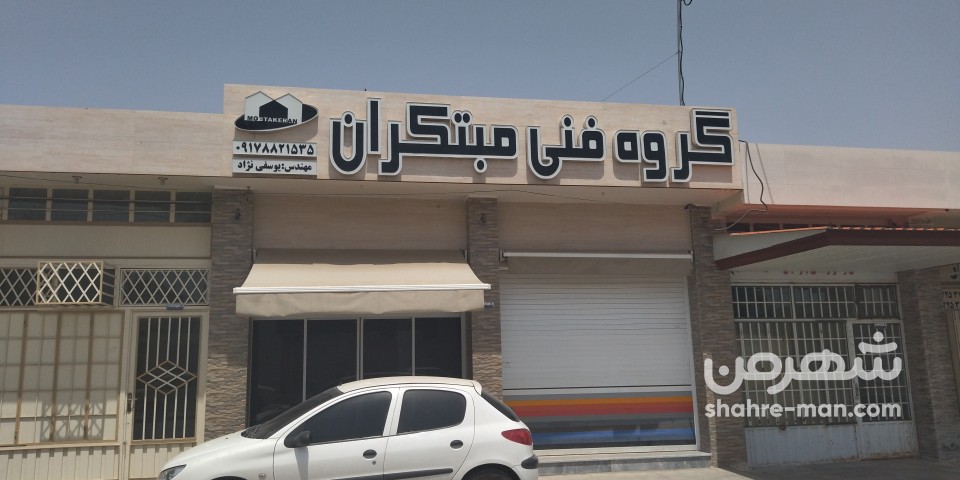 گروه فنی مبتکران
MOBTAKERAN
۰۹۱۷۸۸۲۱۵۳۵
مهندس:یوسفی نژاد
شهرمن
shahre-man.com